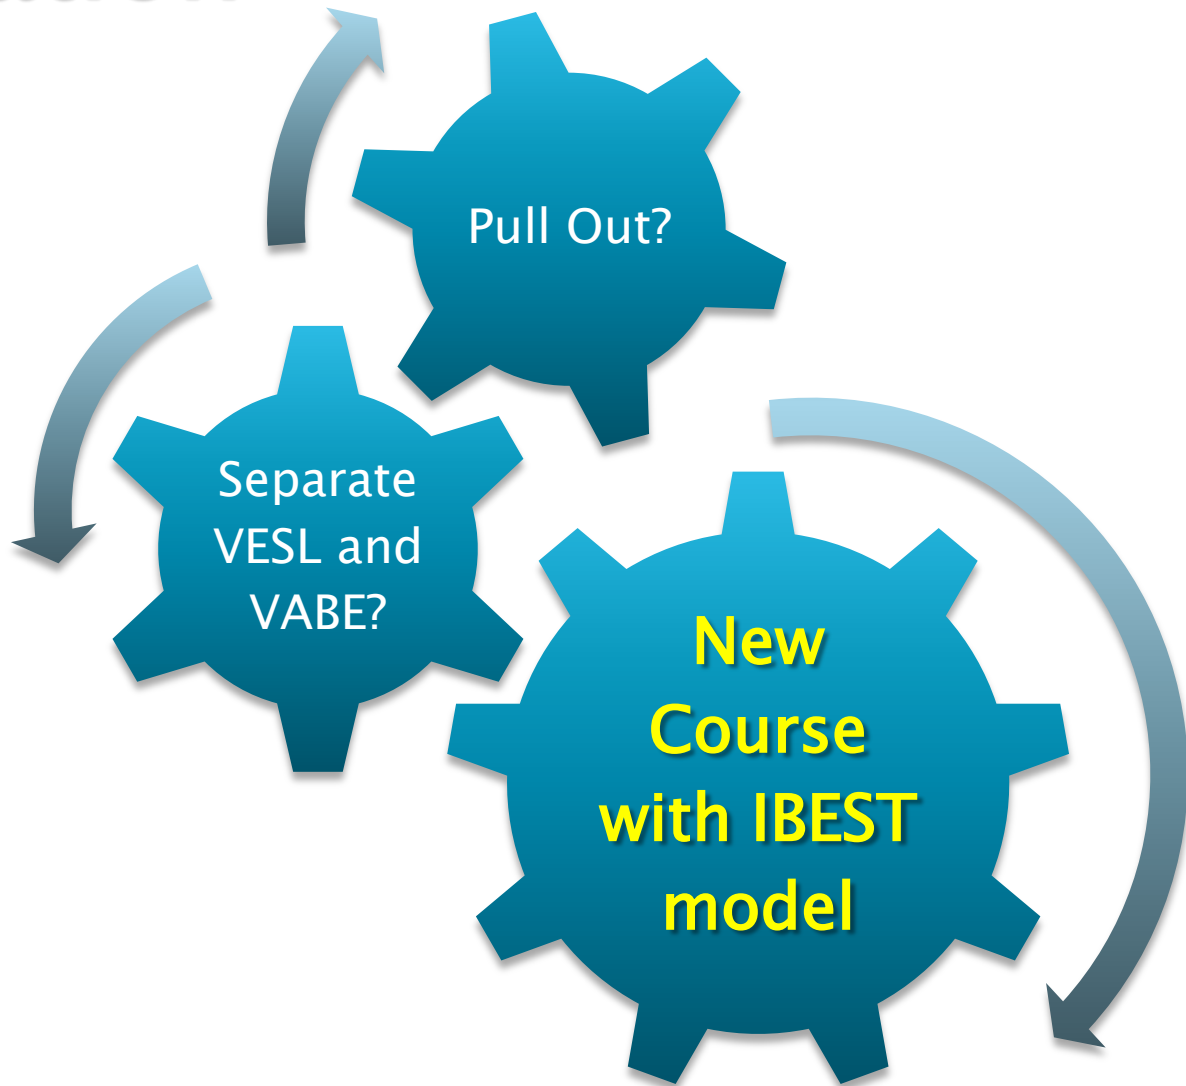 Pull Out?
Separate
VESL and
VABE?
New
Course
with IBEST
model